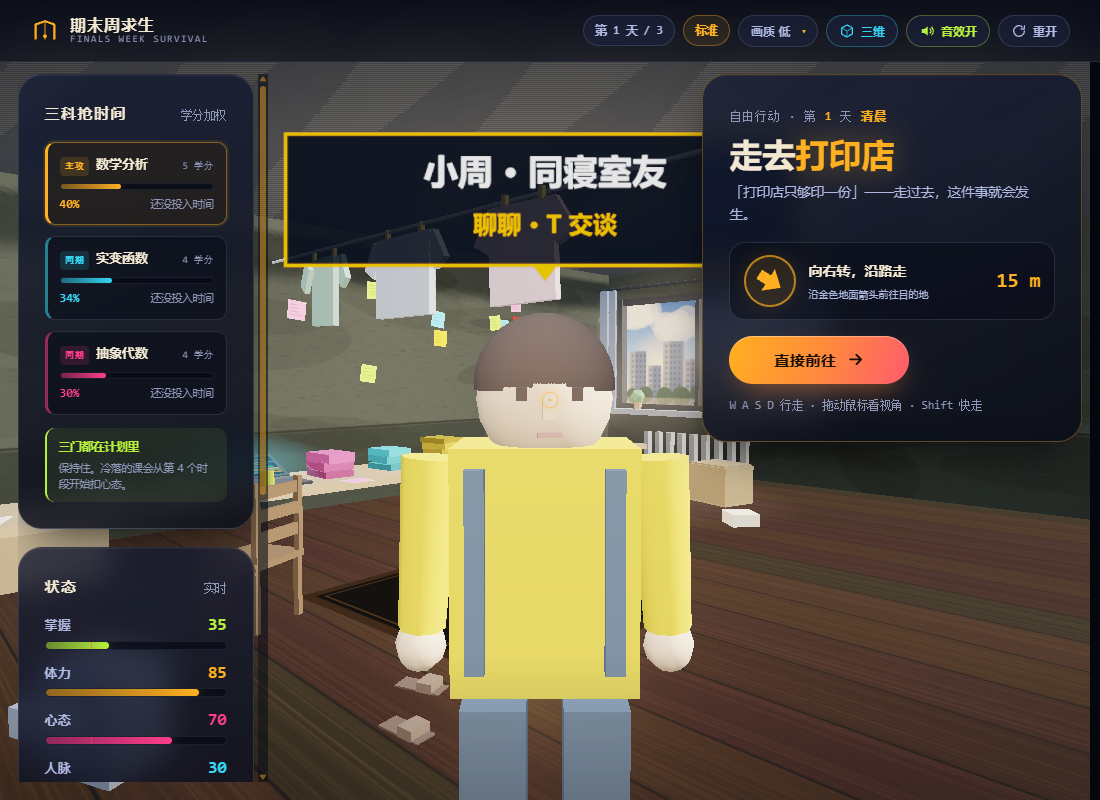 期末周求生
FINALS WEEK SURVIVAL
第 1 天 / 3
标准
画质 低
三维
音效开
重开
三科抢时间
学分加权
主攻 数学分析 5 学分
40% 还没投入时间
同期 实变函数 4 学分
34% 还没投入时间
同期 抽象代数 4 学分
30% 还没投入时间
三门都在计划里
保持住。冷落的课会从第 4 个时
段开始扣心态。
状态 实时
掌握 35
体力 85
心态 70
人脉 30
小周 · 同寝室友
聊聊 · T 交谈
自由行动 · 第 1 天 清晨
走去打印店
「打印店只够印一份」——走过去，这件事就会发
生。
向右转，沿路走
沿金色地面箭头前往目的地
15 m
直接前往 →
W A S D 行走 · 拖动鼠标看视角 · Shift 快走